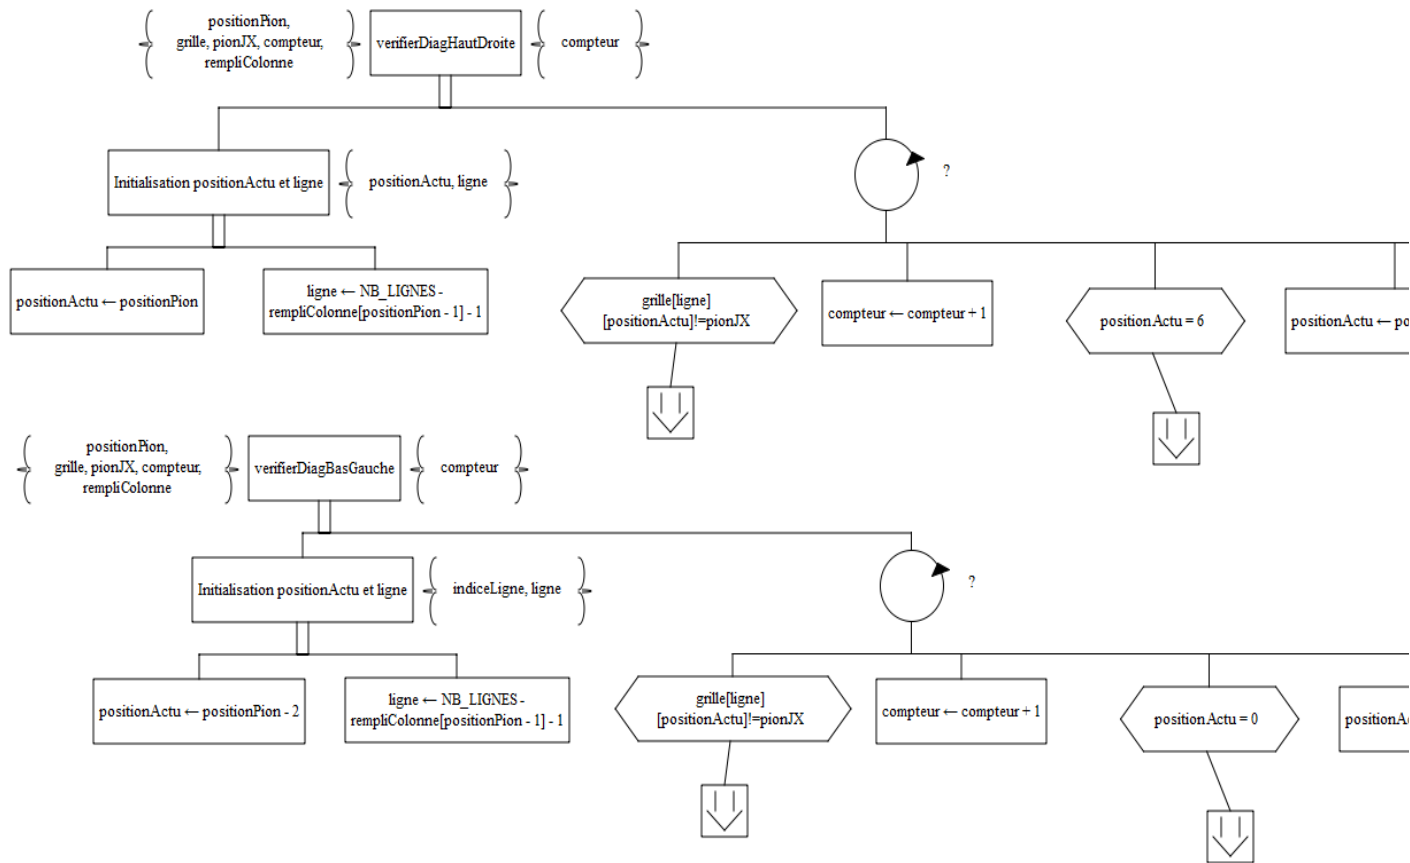 positionPion,
grille, pionJX, compteur,
rempliColonne
verifierDiagHautDroite
compteur
Initialisation positionActu et ligne
positionActu, ligne
?
positionActu ← positionPion
ligne ← NB_LIGNES -
rempliColonne[positionPion - 1] - 1
grille[ligne]
[positionActu]!=pionJX
compteur ← compteur + 1
positionActu = 6
positionActu ← po
positionPion,
grille, pionJX, compteur,
rempliColonne
verifierDiagBasGauche
compteur
Initialisation positionActu et ligne
indiceLigne, ligne
?
positionActu ← positionPion - 2
ligne ← NB_LIGNES -
rempliColonne[positionPion - 1] - 1
grille[ligne]
[positionActu]!=pionJX
compteur ← compteur + 1
positionActu = 0
positionAc